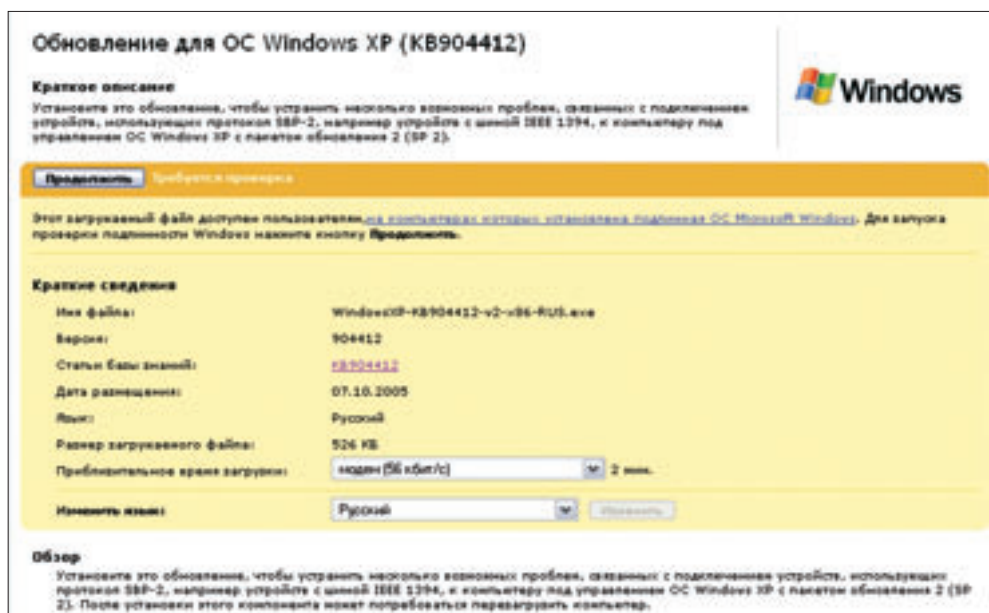 Обновление для ОС Windows XP (KB904412)
Windows
Краткое описание
Установите это обновление, чтобы устранить несколько возможных проблем, связанных с подключением
устройств, использующих протокол SBP-2, например устройств с шиной IEEE 1394, к компьютеру под
управлением ОС Windows XP с пакетом обновления 2 (SP 2).
Продолжить Требуется проверка
Этот загружаемый файл доступен пользователям, на компьютерах которых установлена подлинная ОС Microsoft Windows. Для запуска
проверки подлинности Windows нажмите кнопку Продолжить.
Краткие сведения
Имя файла: WindowsXP-KB904412-v2-x86-RUS.exe
Версия: 904412
Статьи базы знаний: KB904412
Дата размещения: 07.10.2005
Язык: Русский
Размер загружаемого файла: 526 KB
Приблизительное время загрузки: модем (56 кбит/с) 2 мин.
Изменить язык: Русский Изменить
Обзор
Установите это обновление, чтобы устранить несколько возможных проблем, связанных с подключением устройств, использующих
протокол SBP-2, например устройств с шиной IEEE 1394, к компьютеру под управлением ОС Windows XP с пакетом обновления 2 (SP
2). После установки этого компонента может потребоваться перезагрузить компьютер.